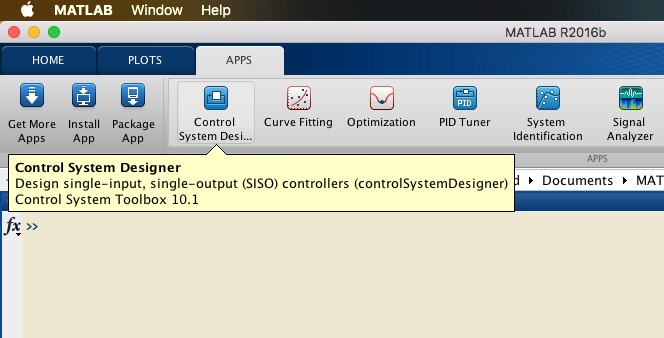 MATLAB Window Help
MATLAB R2016b
HOME PLOTS APPS
Get More Apps
Install App
Package App
Control System Desi...
Curve Fitting
Optimization
PID
PID Tuner
System Identification
Signal Analyzer
APPS
Control System Designer
Design single-input, single-output (SISO) controllers (controlSystemDesigner)
Control System Toolbox 10.1
Documents ▸ MAT
fx >>